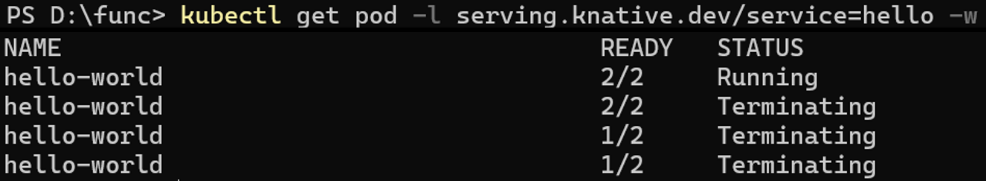 PS D:\func> kubectl get pod -l serving.knative.dev/service=hello -w
NAME READY STATUS
hello-world 2/2 Running
hello-world 2/2 Terminating
hello-world 1/2 Terminating
hello-world 1/2 Terminating